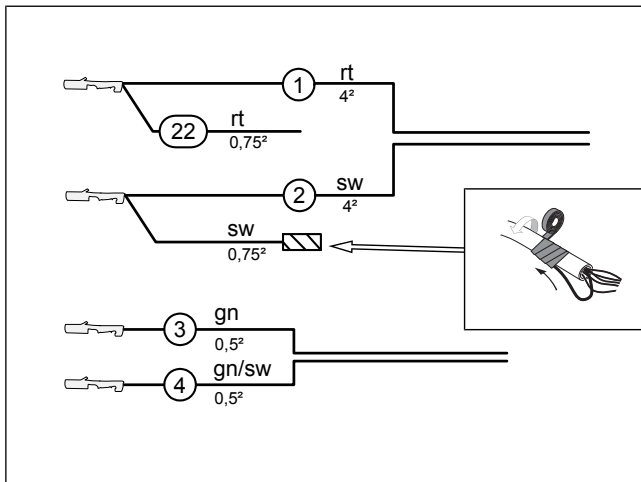 1 rt
4²
22 rt
0,75²
2 sw
4²
sw
0,75²
3 gn
0,5²
4 gn/sw
0,5²